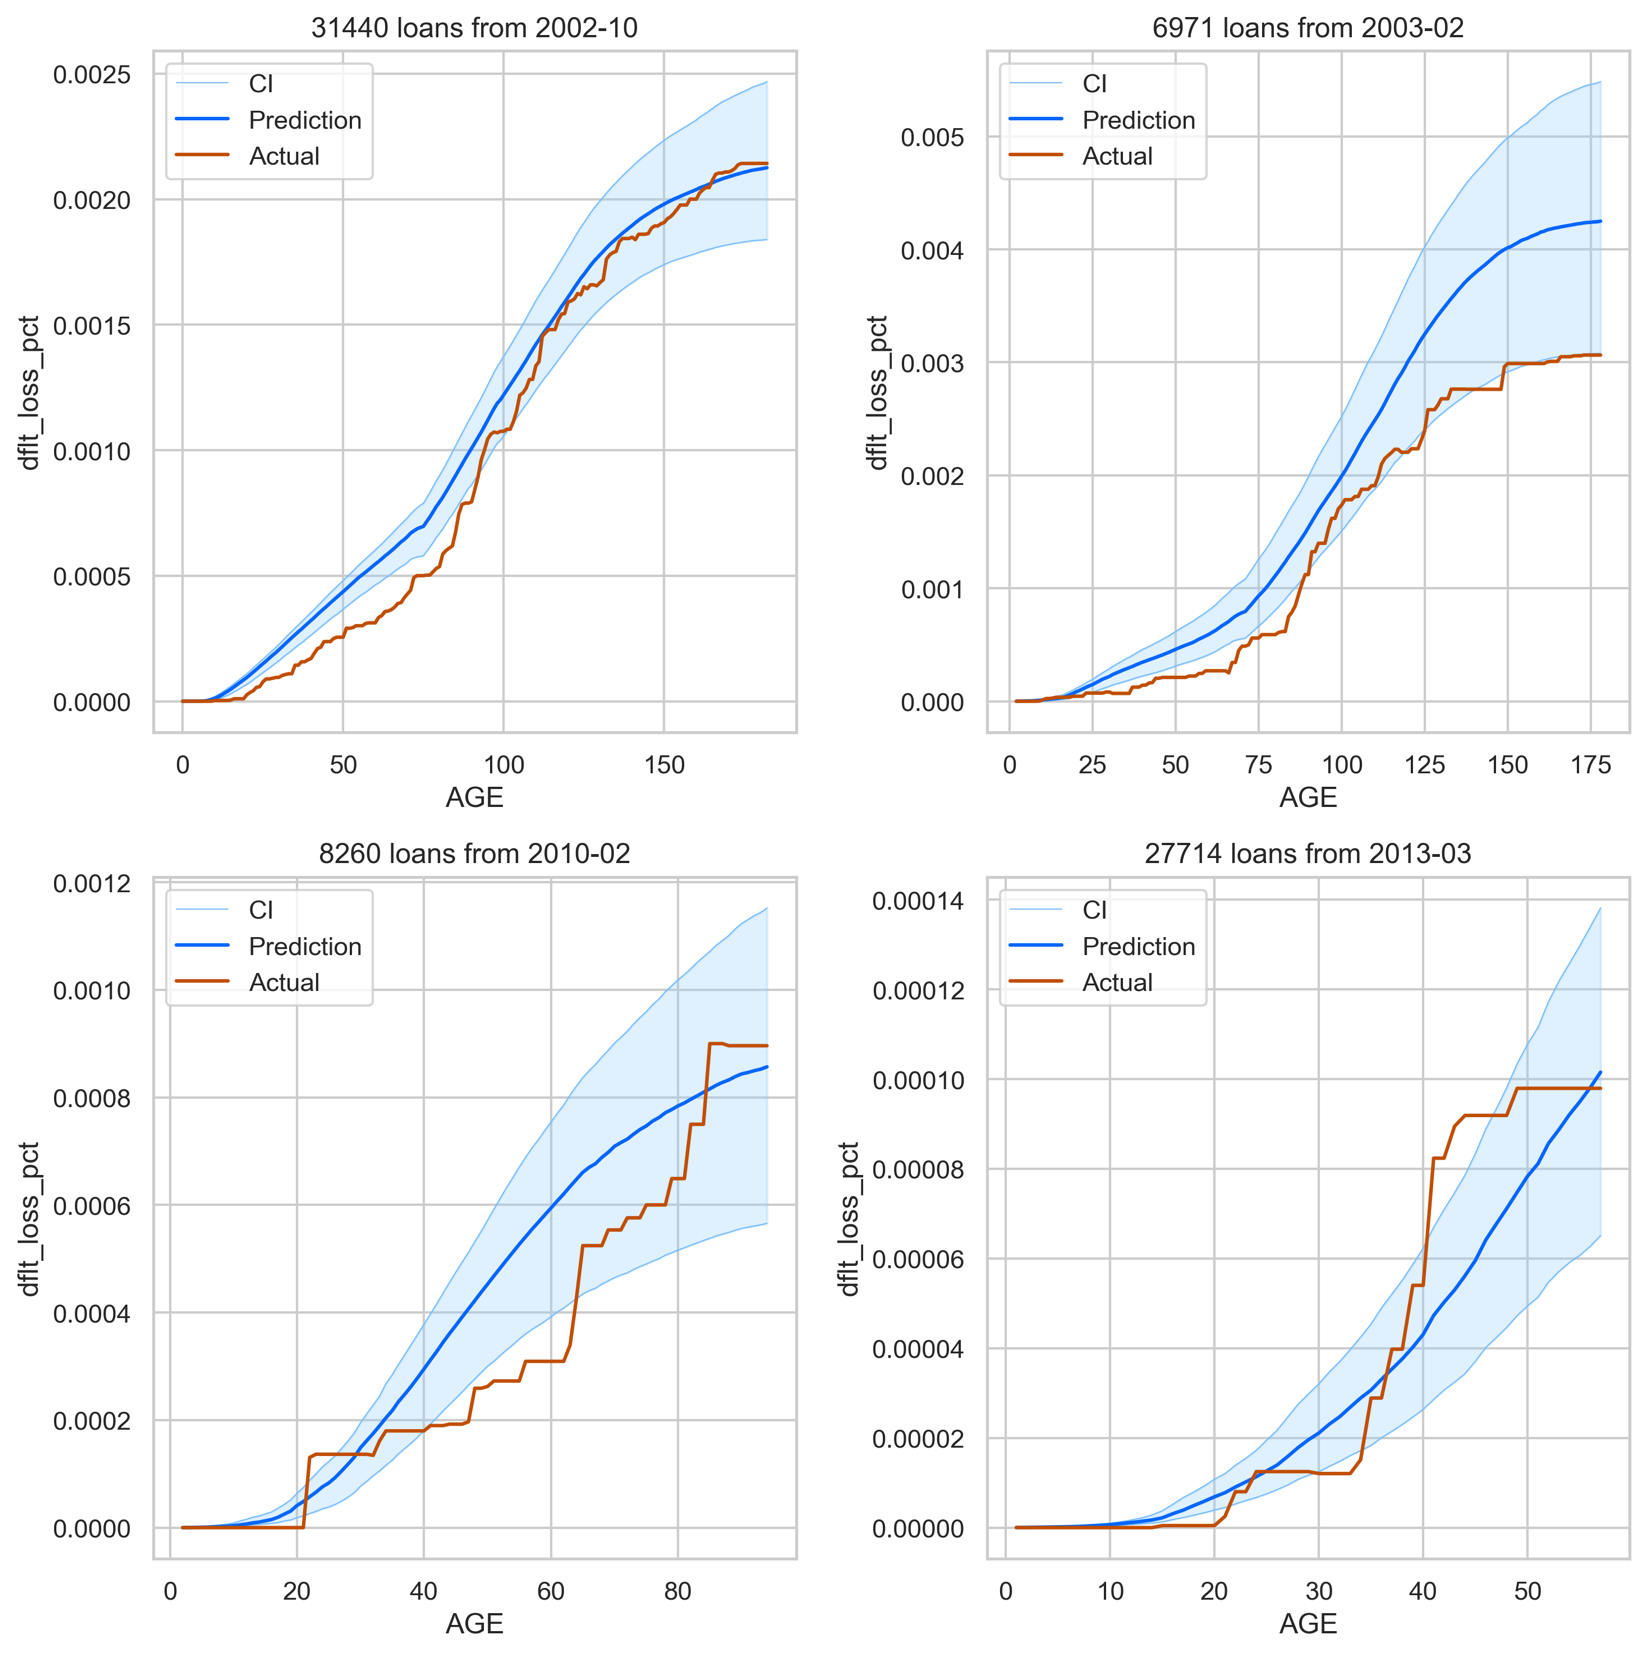 31440 loans from 2002-10
CI
Prediction
Actual
dflt_loss_pct
0.0025
0.0020
0.0015
0.0010
0.0005
0.0000
0 50 100 150
AGE
6971 loans from 2003-02
CI
Prediction
Actual
dflt_loss_pct
0.005
0.004
0.003
0.002
0.001
0.000
0 25 50 75 100 125 150 175
AGE
8260 loans from 2010-02
CI
Prediction
Actual
dflt_loss_pct
0.0012
0.0010
0.0008
0.0006
0.0004
0.0002
0.0000
0 20 40 60 80
AGE
27714 loans from 2013-03
CI
Prediction
Actual
dflt_loss_pct
0.00014
0.00012
0.00010
0.00008
0.00006
0.00004
0.00002
0.00000
0 10 20 30 40 50
AGE